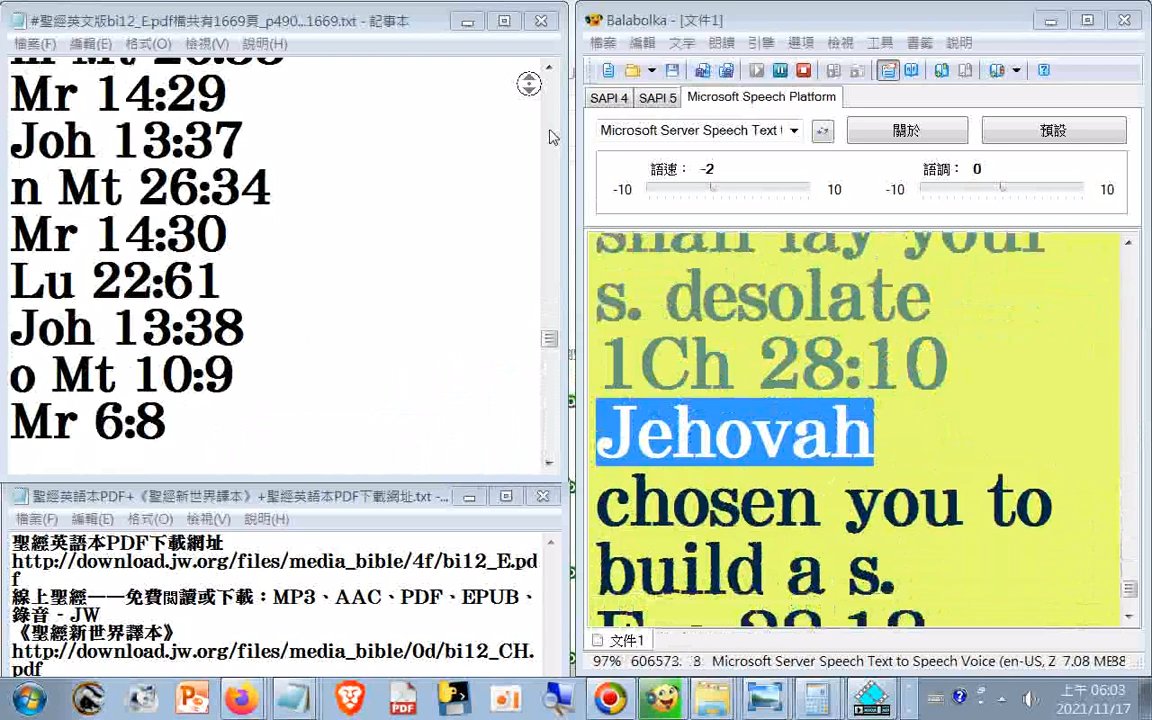 #聖經英文版bi12_E.pdf檔共有1669頁_p490...1669.txt - 記事本
檔案(F) 編輯(E) 格式(O) 檢視(V) 說明(H)
Mr 14:29
Joh 13:37
n Mt 26:34
Mr 14:30
Lu 22:61
Joh 13:38
o Mt 10:9
Mr 6:8
聖經英語本PDF+《聖經新世界譯本》+聖經英語本PDF下載網址.txt -...
檔案(F) 編輯(E) 格式(O) 檢視(V) 說明(H)
聖經英語本PDF下載網址
http://download.jw.org/files/media_bible/4f/bi12_E.pd
f
線上聖經——免費閱讀或下載：MP3、AAC、PDF、EPUB、
錄音 - JW
《聖經新世界譯本》
http://download.jw.org/files/media_bible/0d/bi12_CH.
pdf
Balabolka - [文件1]
檔案 編輯 文字 朗讀 引擎 選項 檢視 工具 書籤 說明
SAPI 4 SAPI 5 Microsoft Speech Platform
Microsoft Server Speech Text 關於 預設
語速： -2 語調： 0
-10 10 -10 10
shall lay your
s. desolate
1Ch 28:10
Jehovah
chosen you to
build a s.
文件1
97% 606573. 8 Microsoft Server Speech Text to Speech Voice (en-US, Z 7.08 MB
上午 06:03
2021/11/17